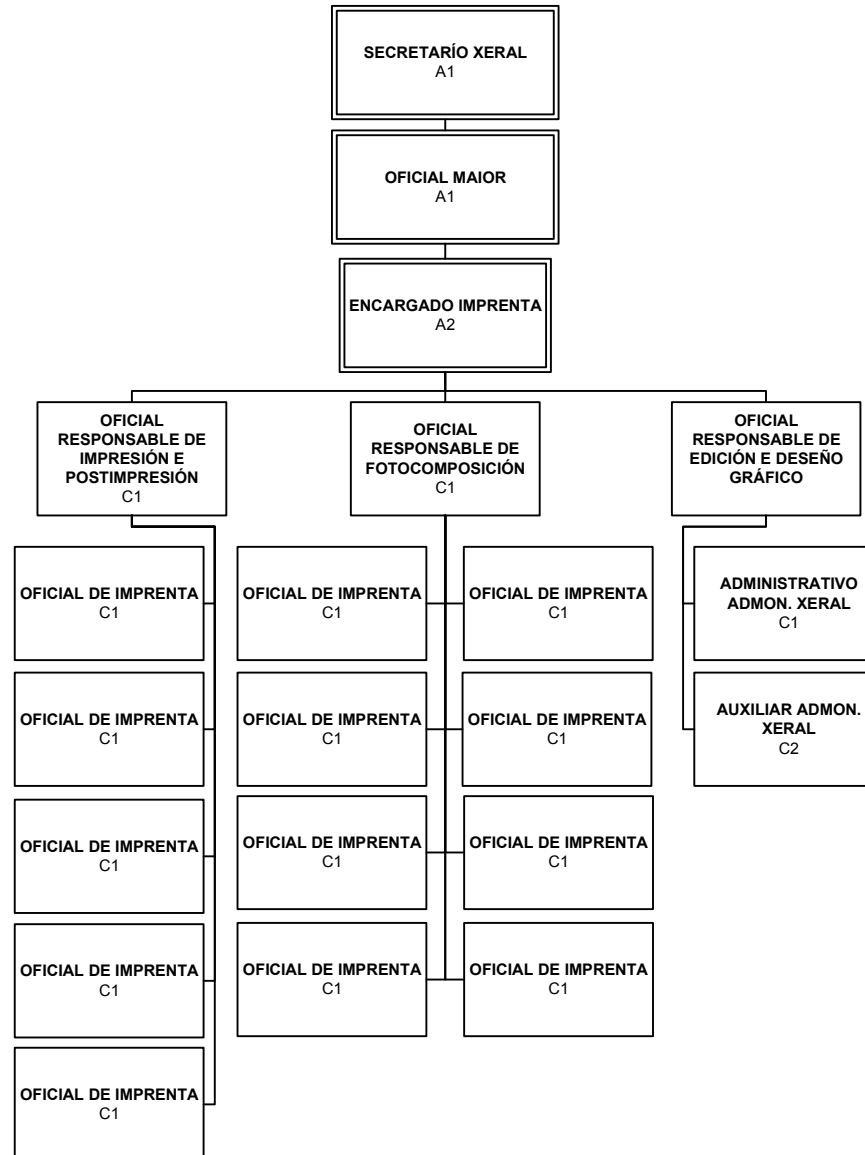 SECRETARÍO XERAL
A1
OFICIAL MAIOR
A1
ENCARGADO IMPRENTA
A2
OFICIAL
RESPONSABLE DE
IMPRESIÓN E
POSTIMPRESIÓN
C1
OFICIAL
RESPONSABLE DE
FOTOCOMPOSICIÓN
C1
OFICIAL
RESPONSABLE DE
EDICIÓN E DESEÑO
GRÁFICO
OFICIAL DE IMPRENTA
C1
OFICIAL DE IMPRENTA
C1
OFICIAL DE IMPRENTA
C1
ADMINISTRATIVO
ADMON. XERAL
C1
OFICIAL DE IMPRENTA
C1
OFICIAL DE IMPRENTA
C1
OFICIAL DE IMPRENTA
C1
AUXILIAR ADMON.
XERAL
C2
OFICIAL DE IMPRENTA
C1
OFICIAL DE IMPRENTA
C1
OFICIAL DE IMPRENTA
C1
OFICIAL DE IMPRENTA
C1
OFICIAL DE IMPRENTA
C1
OFICIAL DE IMPRENTA
C1
OFICIAL DE IMPRENTA
C1